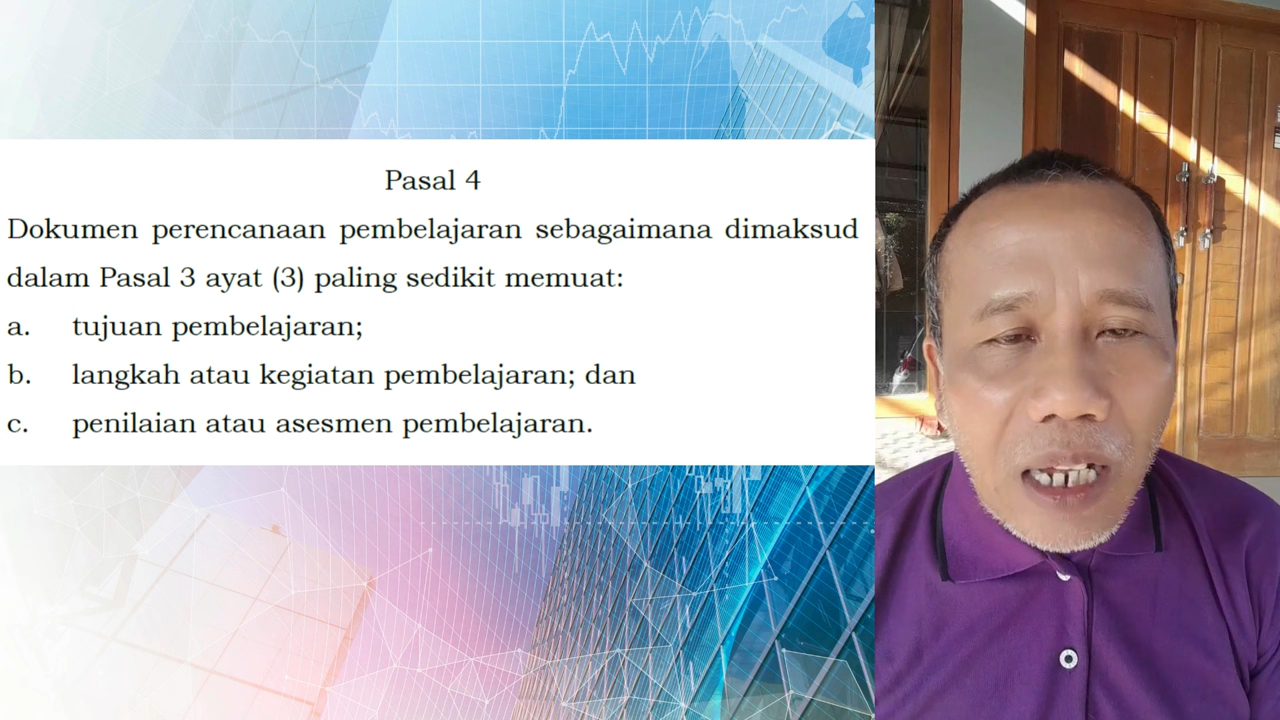 Pasal 4
Dokumen perencanaan pembelajaran sebagaimana dimaksud
dalam Pasal 3 ayat (3) paling sedikit memuat:
a. tujuan pembelajaran;
b. langkah atau kegiatan pembelajaran; dan
c. penilaian atau asesmen pembelajaran.